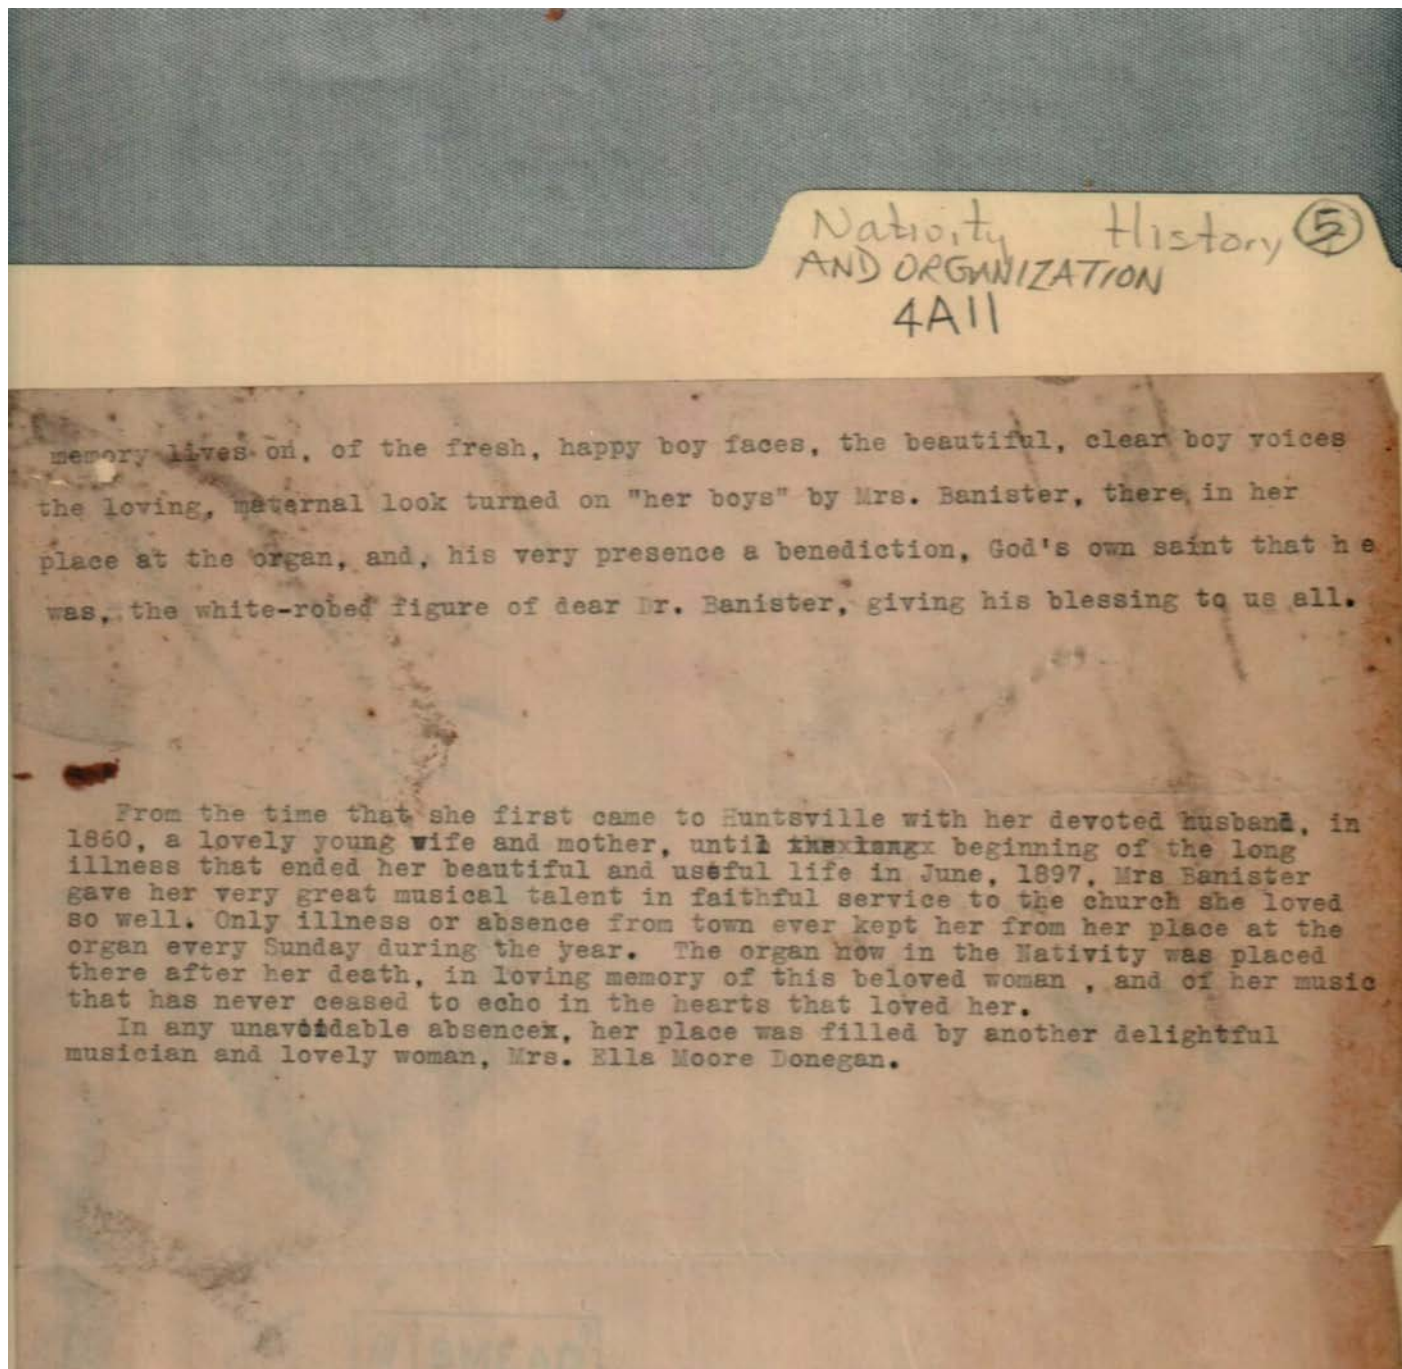 Nativity History 5
AND ORGANIZATION
4A11
memory lives on, of the fresh, happy boy faces, the beautiful, clear boy voices
the loving, maternal look turned on "her boys" by Mrs. Banister, there in her
place at the organ, and, his very presence a benediction, God's own saint that h e
was, the white-robed figure of dear Dr. Banister, giving his blessing to us all.
From the time that she first came to Huntsville with her devoted husband, in
1860, a lovely young wife and mother, until beginning of the long
illness that ended her beautiful and useful life in June, 1897, Mrs Banister
gave her very great musical talent in faithful service to the church she loved
so well. Only illness or absence from town ever kept her from her place at the
organ every Sunday during the year. The organ now in the Nativity was placed
there after her death, in loving memory of this beloved woman , and of her music
that has never ceased to echo in the hearts that loved her.
In any unavoidable absencex, her place was filled by another delightful
musician and lovely woman, Mrs. Ella Moore Donegan.